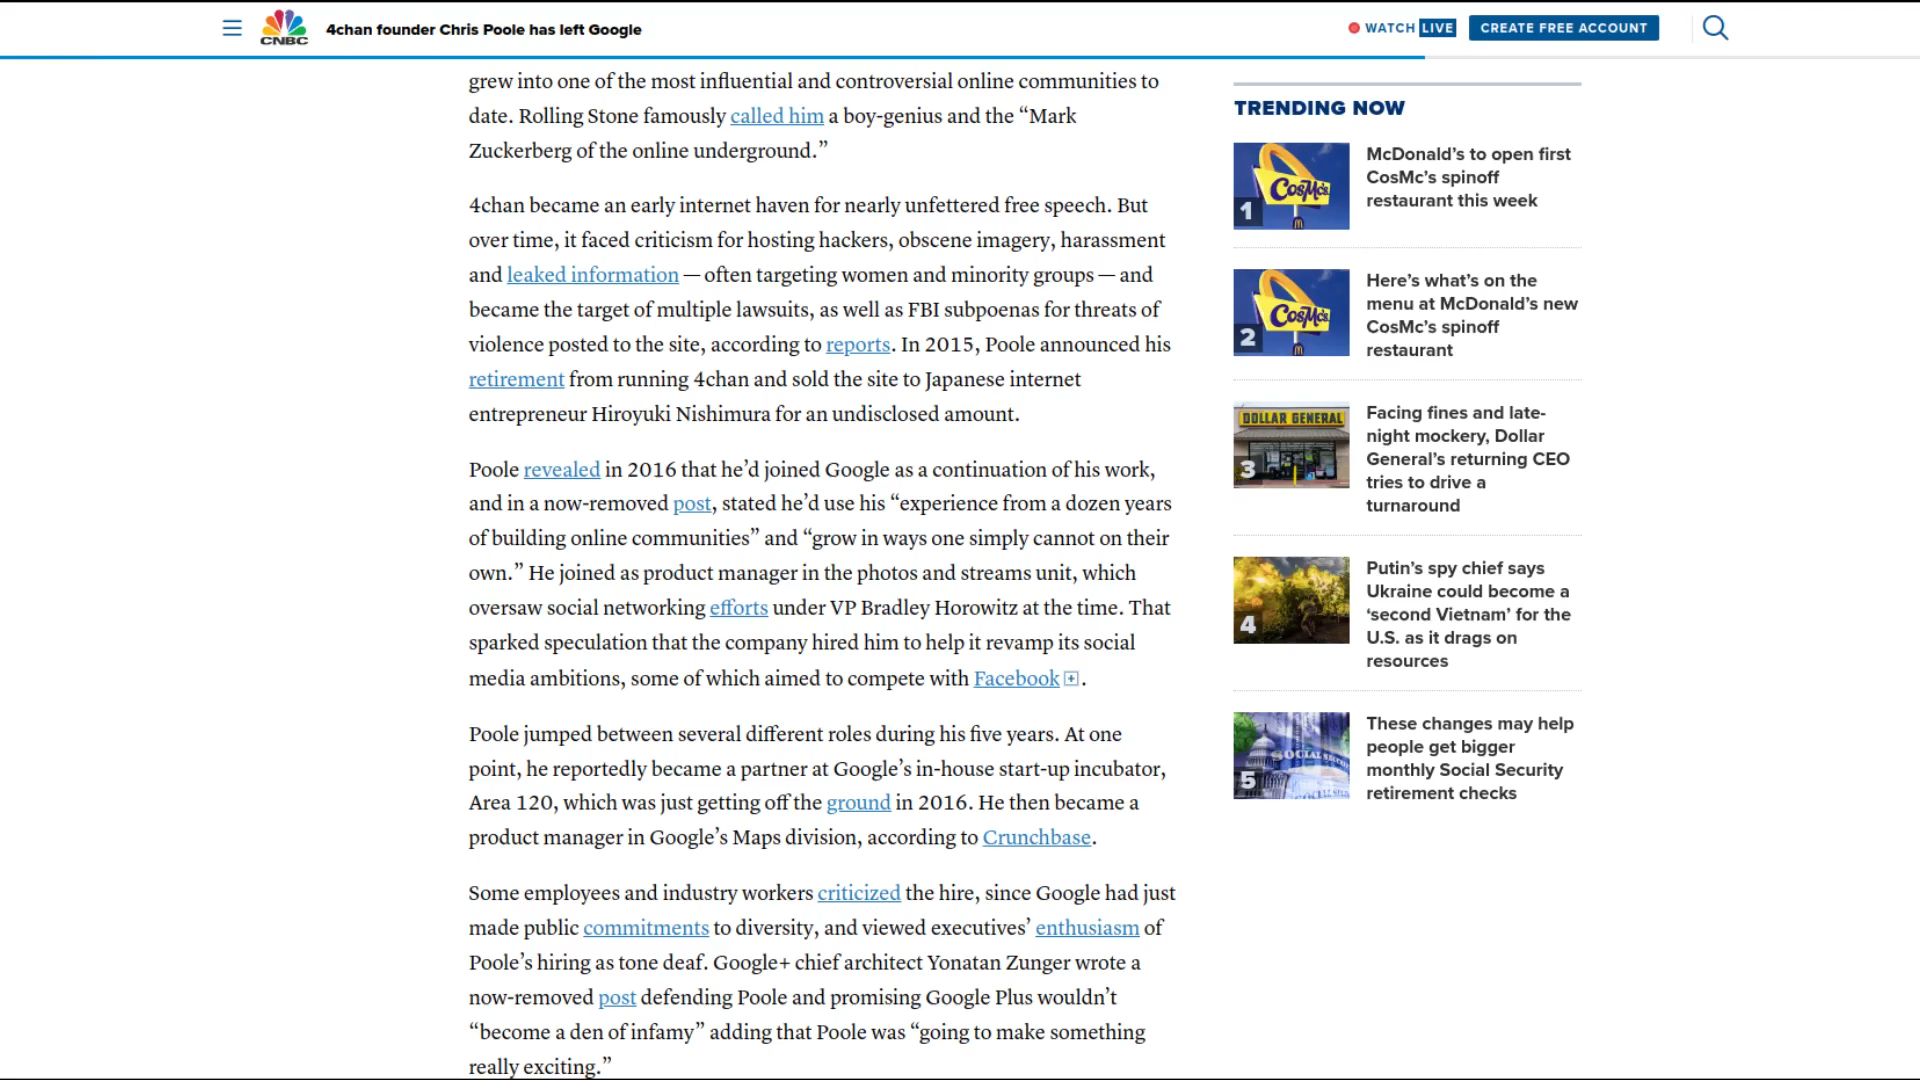 CNBC
4chan founder Chris Poole has left Google
WATCH LIVE
CREATE FREE ACCOUNT
grew into one of the most influential and controversial online communities to
date. Rolling Stone famously called him a boy-genius and the “Mark
Zuckerberg of the online underground.”
4chan became an early internet haven for nearly unfettered free speech. But
over time, it faced criticism for hosting hackers, obscene imagery, harassment
and leaked information — often targeting women and minority groups — and
became the target of multiple lawsuits, as well as FBI subpoenas for threats of
violence posted to the site, according to reports. In 2015, Poole announced his
retirement from running 4chan and sold the site to Japanese internet
entrepreneur Hiroyuki Nishimura for an undisclosed amount.
Poole revealed in 2016 that he’d joined Google as a continuation of his work,
and in a now-removed post, stated he’d use his “experience from a dozen years
of building online communities” and “grow in ways one simply cannot on their
own.” He joined as product manager in the photos and streams unit, which
oversaw social networking efforts under VP Bradley Horowitz at the time. That
sparked speculation that the company hired him to help it revamp its social
media ambitions, some of which aimed to compete with Facebook.
Poole jumped between several different roles during his five years. At one
point, he reportedly became a partner at Google’s in-house start-up incubator,
Area 120, which was just getting off the ground in 2016. He then became a
product manager in Google’s Maps division, according to Crunchbase.
Some employees and industry workers criticized the hire, since Google had just
made public commitments to diversity, and viewed executives’ enthusiasm of
Poole’s hiring as tone deaf. Google+ chief architect Yonatan Zunger wrote a
now-removed post defending Poole and promising Google Plus wouldn’t
“become a den of infamy” adding that Poole was “going to make something
really exciting.”
TRENDING NOW
CosMc's
1
McDonald’s to open first
CosMc’s spinoff
restaurant this week
CosMc's
2
Here’s what’s on the
menu at McDonald’s new
CosMc’s spinoff
restaurant
DOLLAR GENERAL
3
Facing fines and late-
night mockery, Dollar
General’s returning CEO
tries to drive a
turnaround
4
Putin’s spy chief says
Ukraine could become a
‘second Vietnam’ for the
U.S. as it drags on
resources
5
These changes may help
people get bigger
monthly Social Security
retirement checks